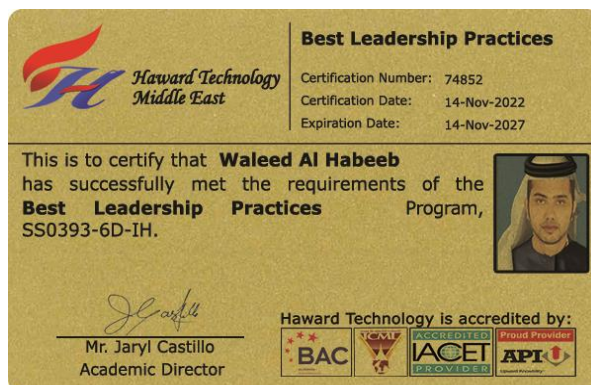 Haward Technology
Middle East
Best Leadership Practices
Certification Number: 74852
Certification Date: 14-Nov-2022
Expiration Date: 14-Nov-2027
This is to certify that Waleed Al Habeeb
has successfully met the requirements of the
Best Leadership Practices Program,
SS0393-6D-IH.
Mr. Jaryl Castillo
Academic Director
Haward Technology is accredited by:
BAC
ACCREDITED
IACET
PROVIDER
Proud Provider
API